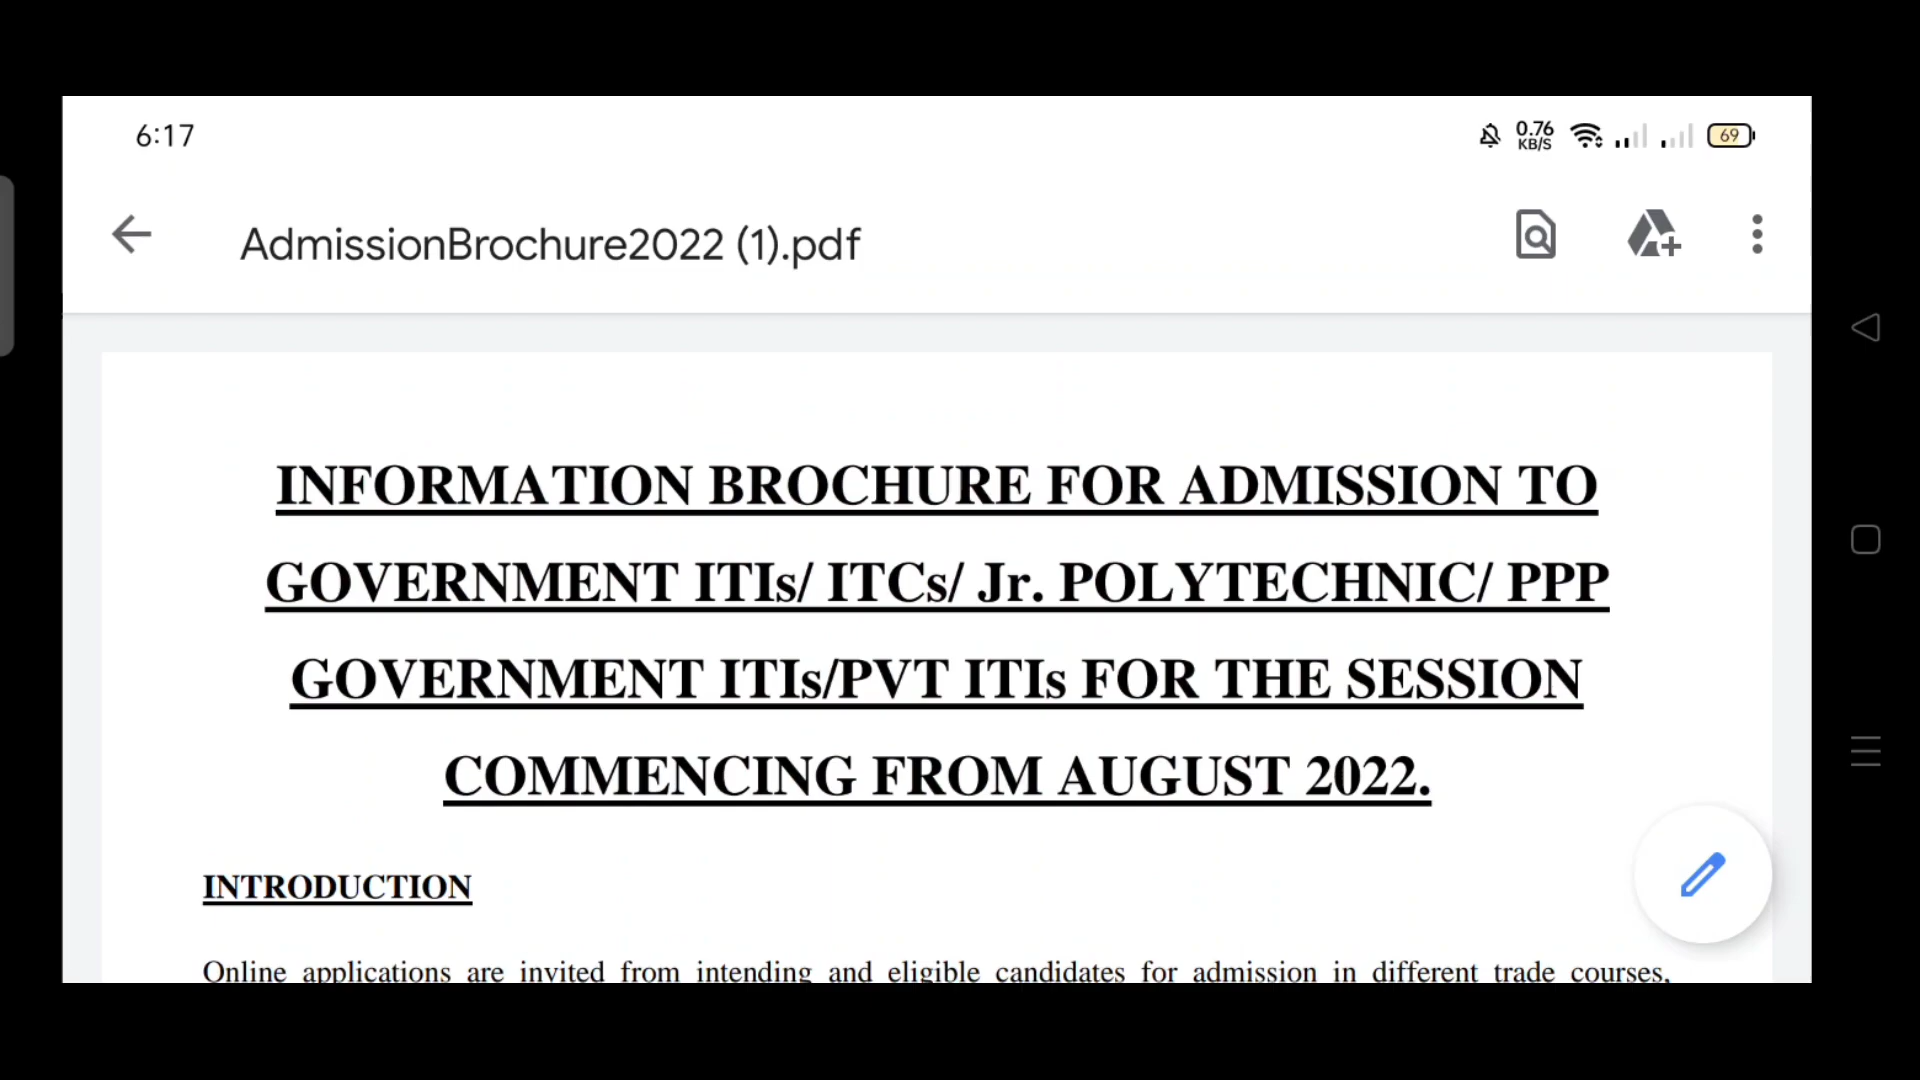 6:17
0.76
KB/S
69
AdmissionBrochure2022 (1).pdf
INFORMATION BROCHURE FOR ADMISSION TO
GOVERNMENT ITIs/ ITCs/ Jr. POLYTECHNIC/ PPP
GOVERNMENT ITIs/PVT ITIs FOR THE SESSION
COMMENCING FROM AUGUST 2022.
INTRODUCTION
Online applications are invited from intending and eligible candidates for admission in different trade courses,